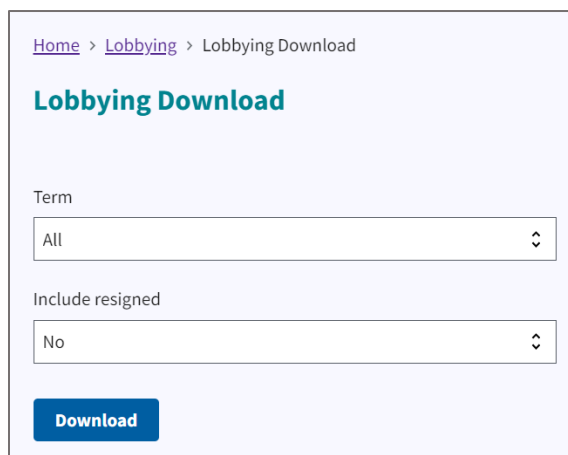 Home > Lobbying > Lobbying Download
Lobbying Download
Term
All
Include resigned
No
Download